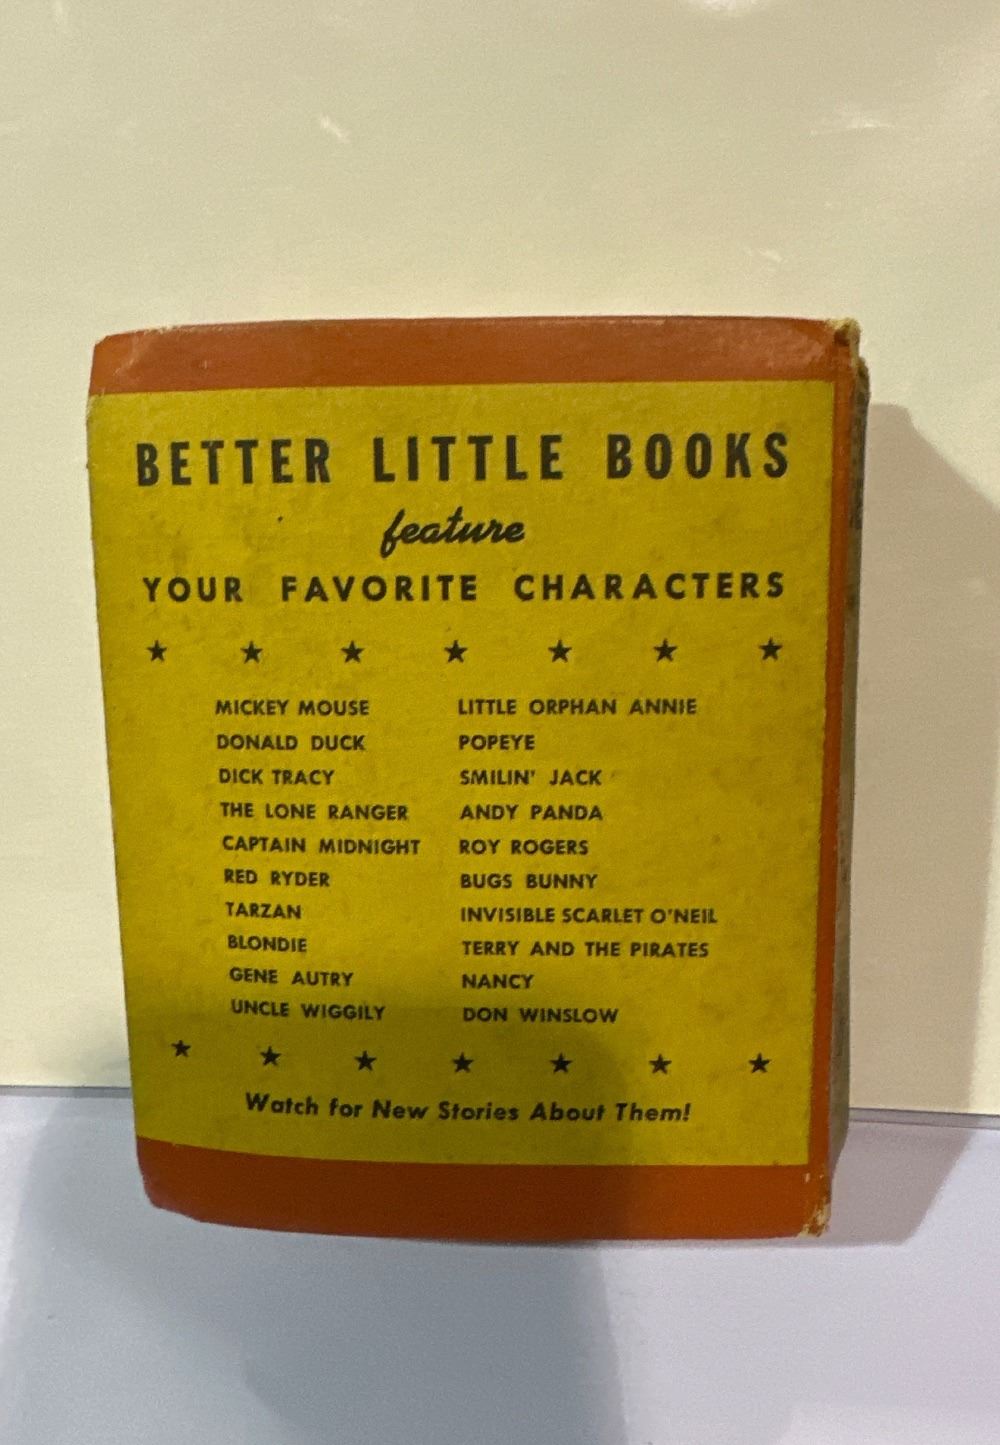 BETTER LITTLE BOOKS
feature
YOUR FAVORITE CHARACTERS
MICKEY MOUSE
DONALD DUCK
DICK TRACY
THE LONE RANGER
CAPTAIN MIDNIGHT
RED RYDER
TARZAN
BLONDIE
GENE AUTRY
UNCLE WIGGILY
LITTLE ORPHAN ANNIE
POPEYE
SMILIN' JACK
ANDY PANDA
ROY ROGERS
BUGS BUNNY
INVISIBLE SCARLET O'NEIL
TERRY AND THE PIRATES
NANCY
DON WINSLOW
Watch for New Stories About Them!